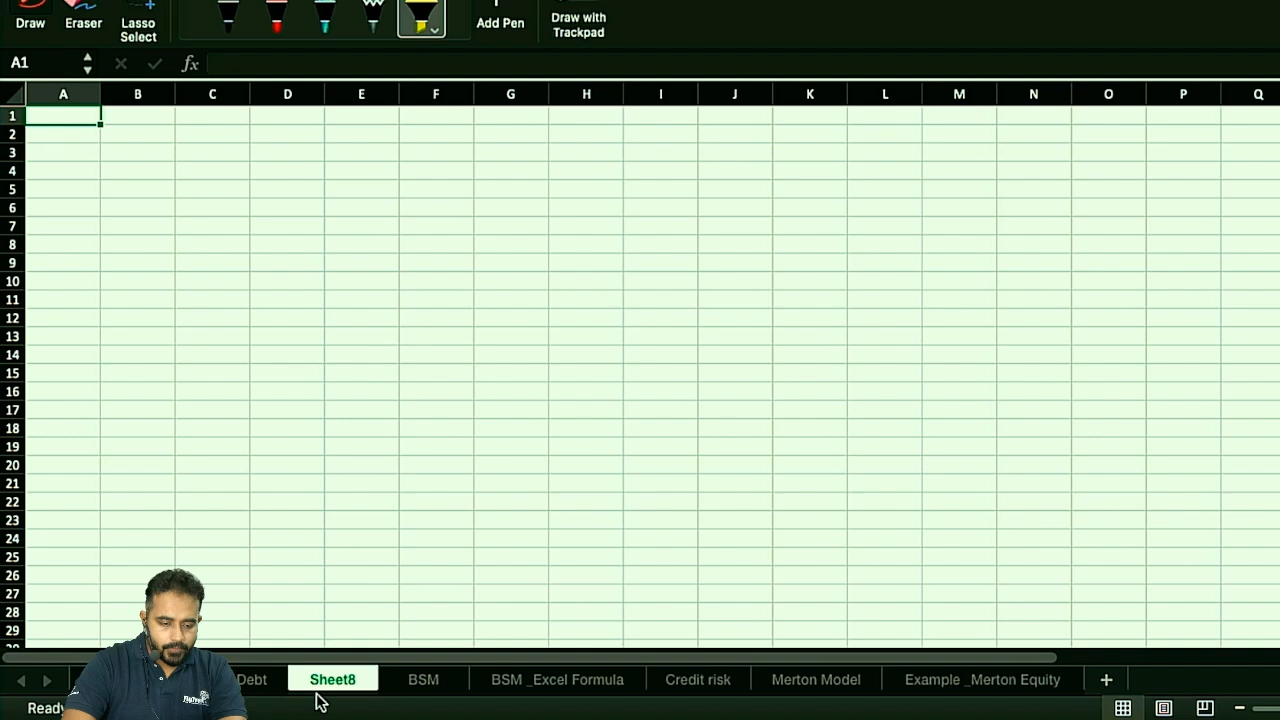 Draw
Eraser
Lasso
Select
Add Pen
Draw with
Trackpad
A1
fx
A B C D E F G H I J K L M N O P Q
1
2
3
4
5
6
7
8
9
10
11
12
13
14
15
16
17
18
19
20
21
22
23
24
25
26
27
28
29
Debt Sheet8 BSM BSM _Excel Formula Credit risk Merton Model Example _Merton Equity +
Ready